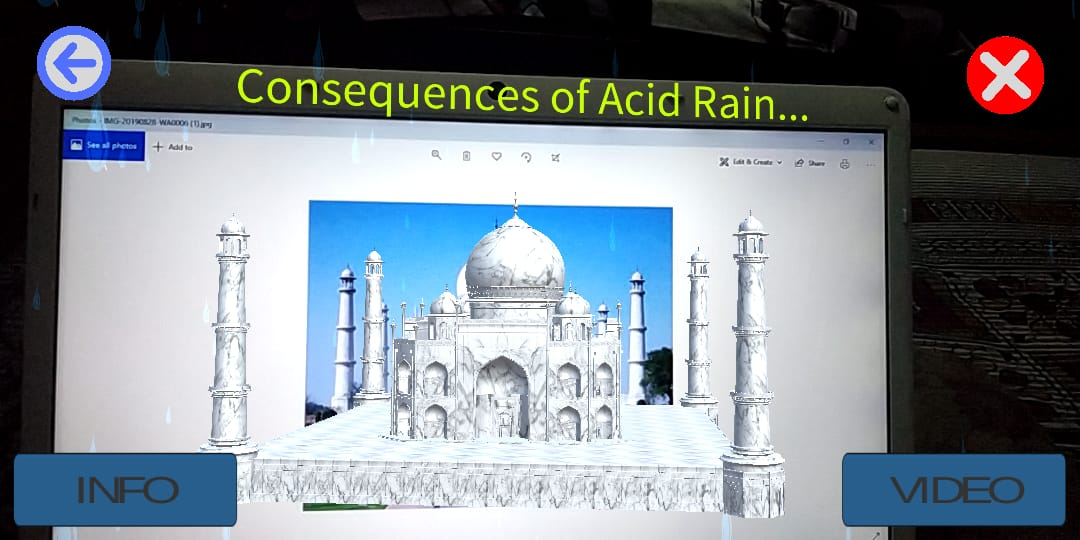 Consequences of Acid Rain...
Photos - IMG-20190828-WA0006 (1).jpg
See all photos
Add to
Edit & Create
Share
INFO
VIDEO